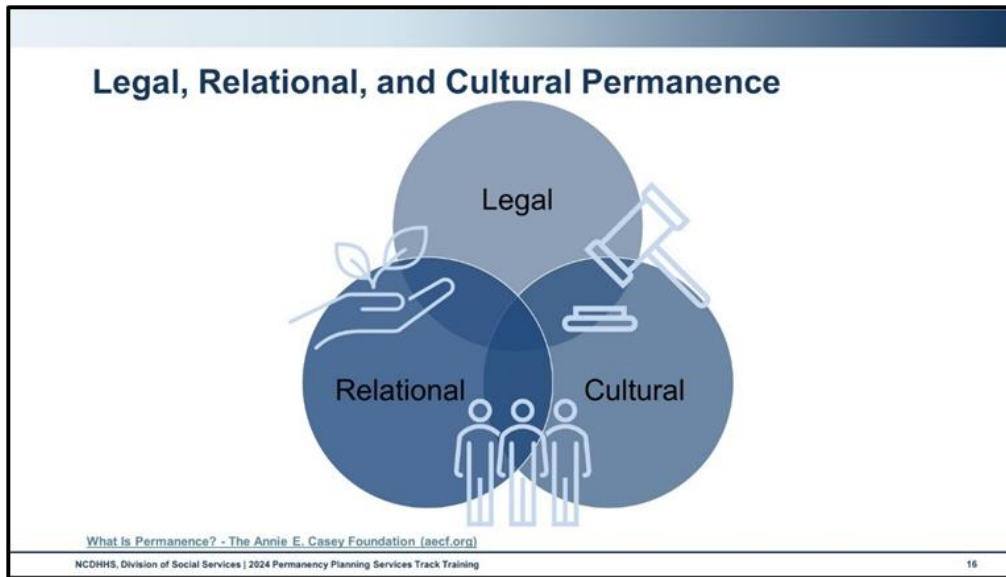 Legal, Relational, and Cultural Permanence
Legal
Relational
Cultural
What Is Permanence? - The Annie E. Casey Foundation (aecf.org)
NCDHHS, Division of Social Services | 2024 Permanency Planning Services Track Training
16